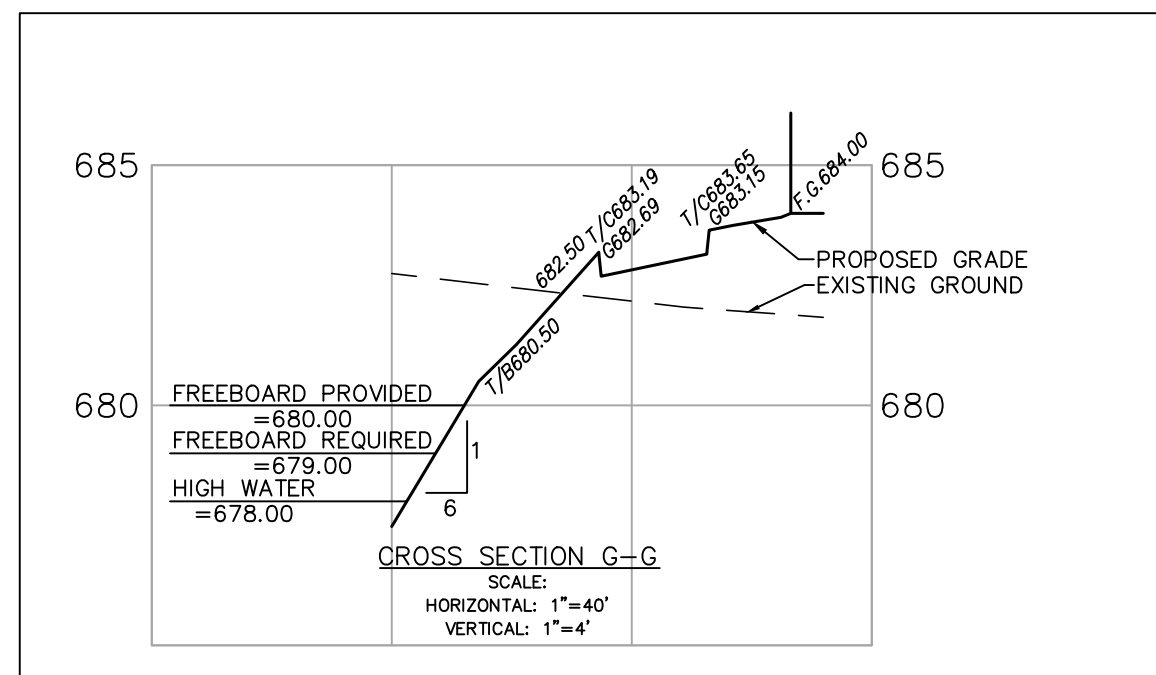 685
685
682.50
T/C683.19
G682.69
T/C683.65
G683.15
F.G.684.00
PROPOSED GRADE
EXISTING GROUND
T/B680.50
680
680
FREEBOARD PROVIDED
=680.00
FREEBOARD REQUIRED
=679.00
HIGH WATER
=678.00
1
6
CROSS SECTION G-G
SCALE:
HORIZONTAL: 1"=40'
VERTICAL: 1"=4'